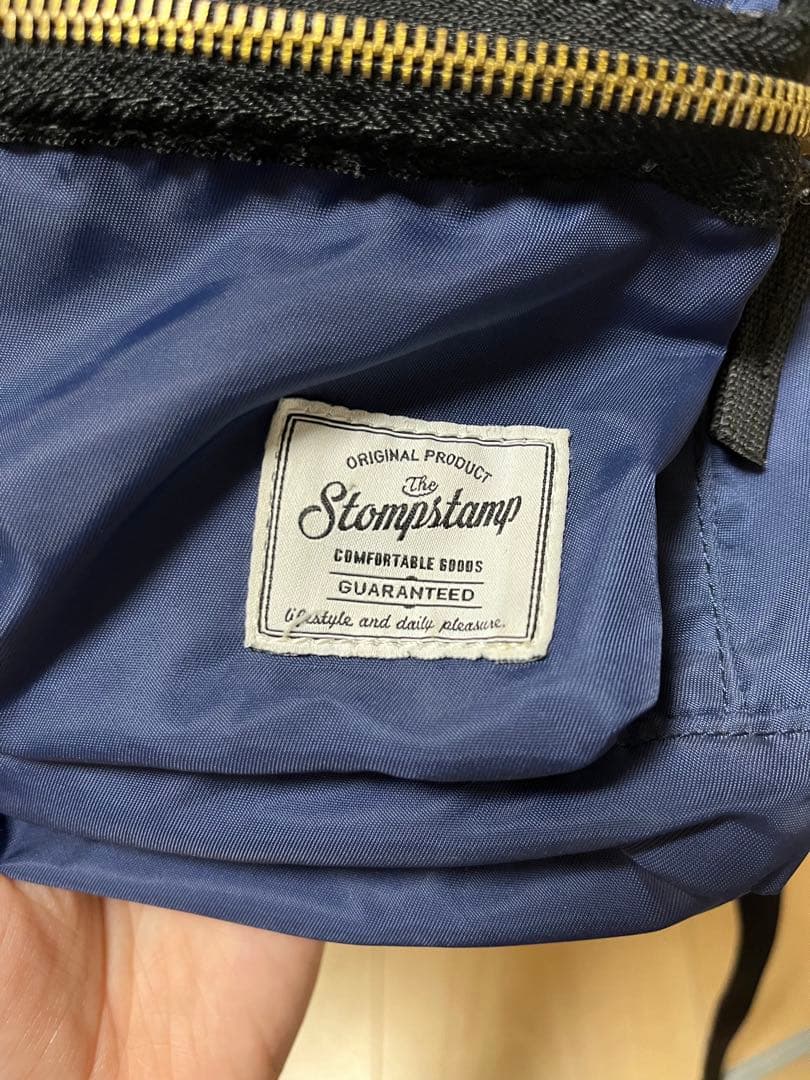 ORIGINAL PRODUCT
The
Stompstamp
COMFORTABLE GOODS
GUARANTEED
lifestyle and daily pleasure.